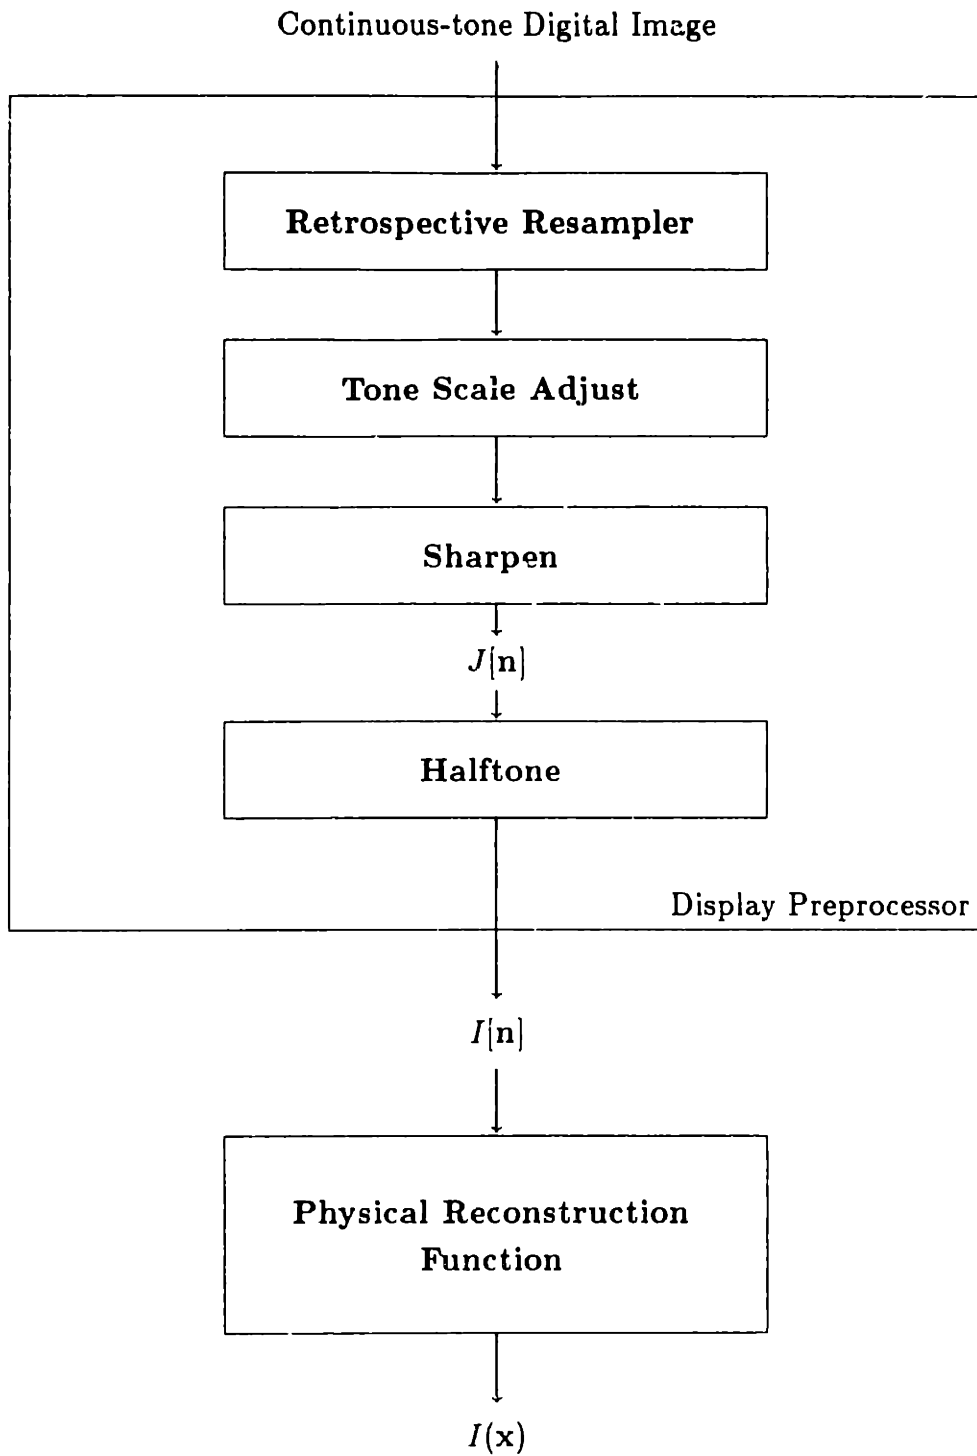 Continuous-tone Digital Image
Retrospective Resampler
Tone Scale Adjust
Sharpen
J[n]
Halftone
Display Preprocessor
I[n]
Physical Reconstruction
Function
I(x)